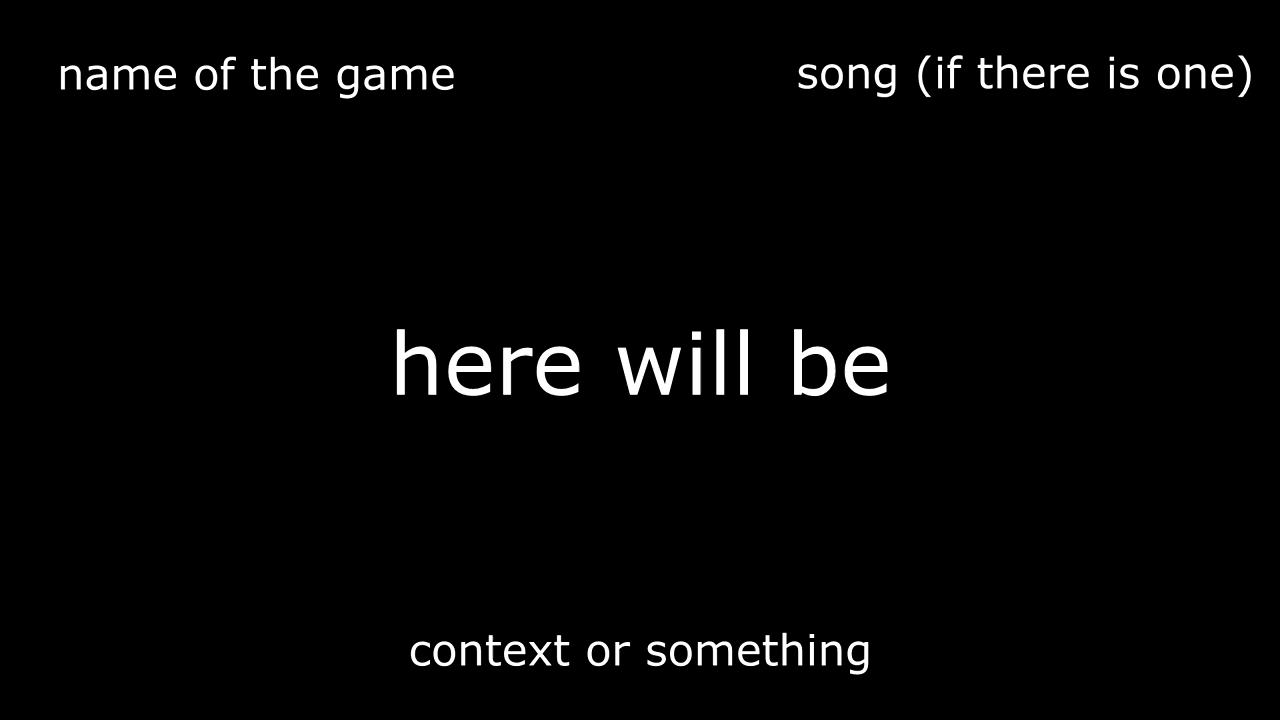 name of the game
song (if there is one)
here will be
context or something